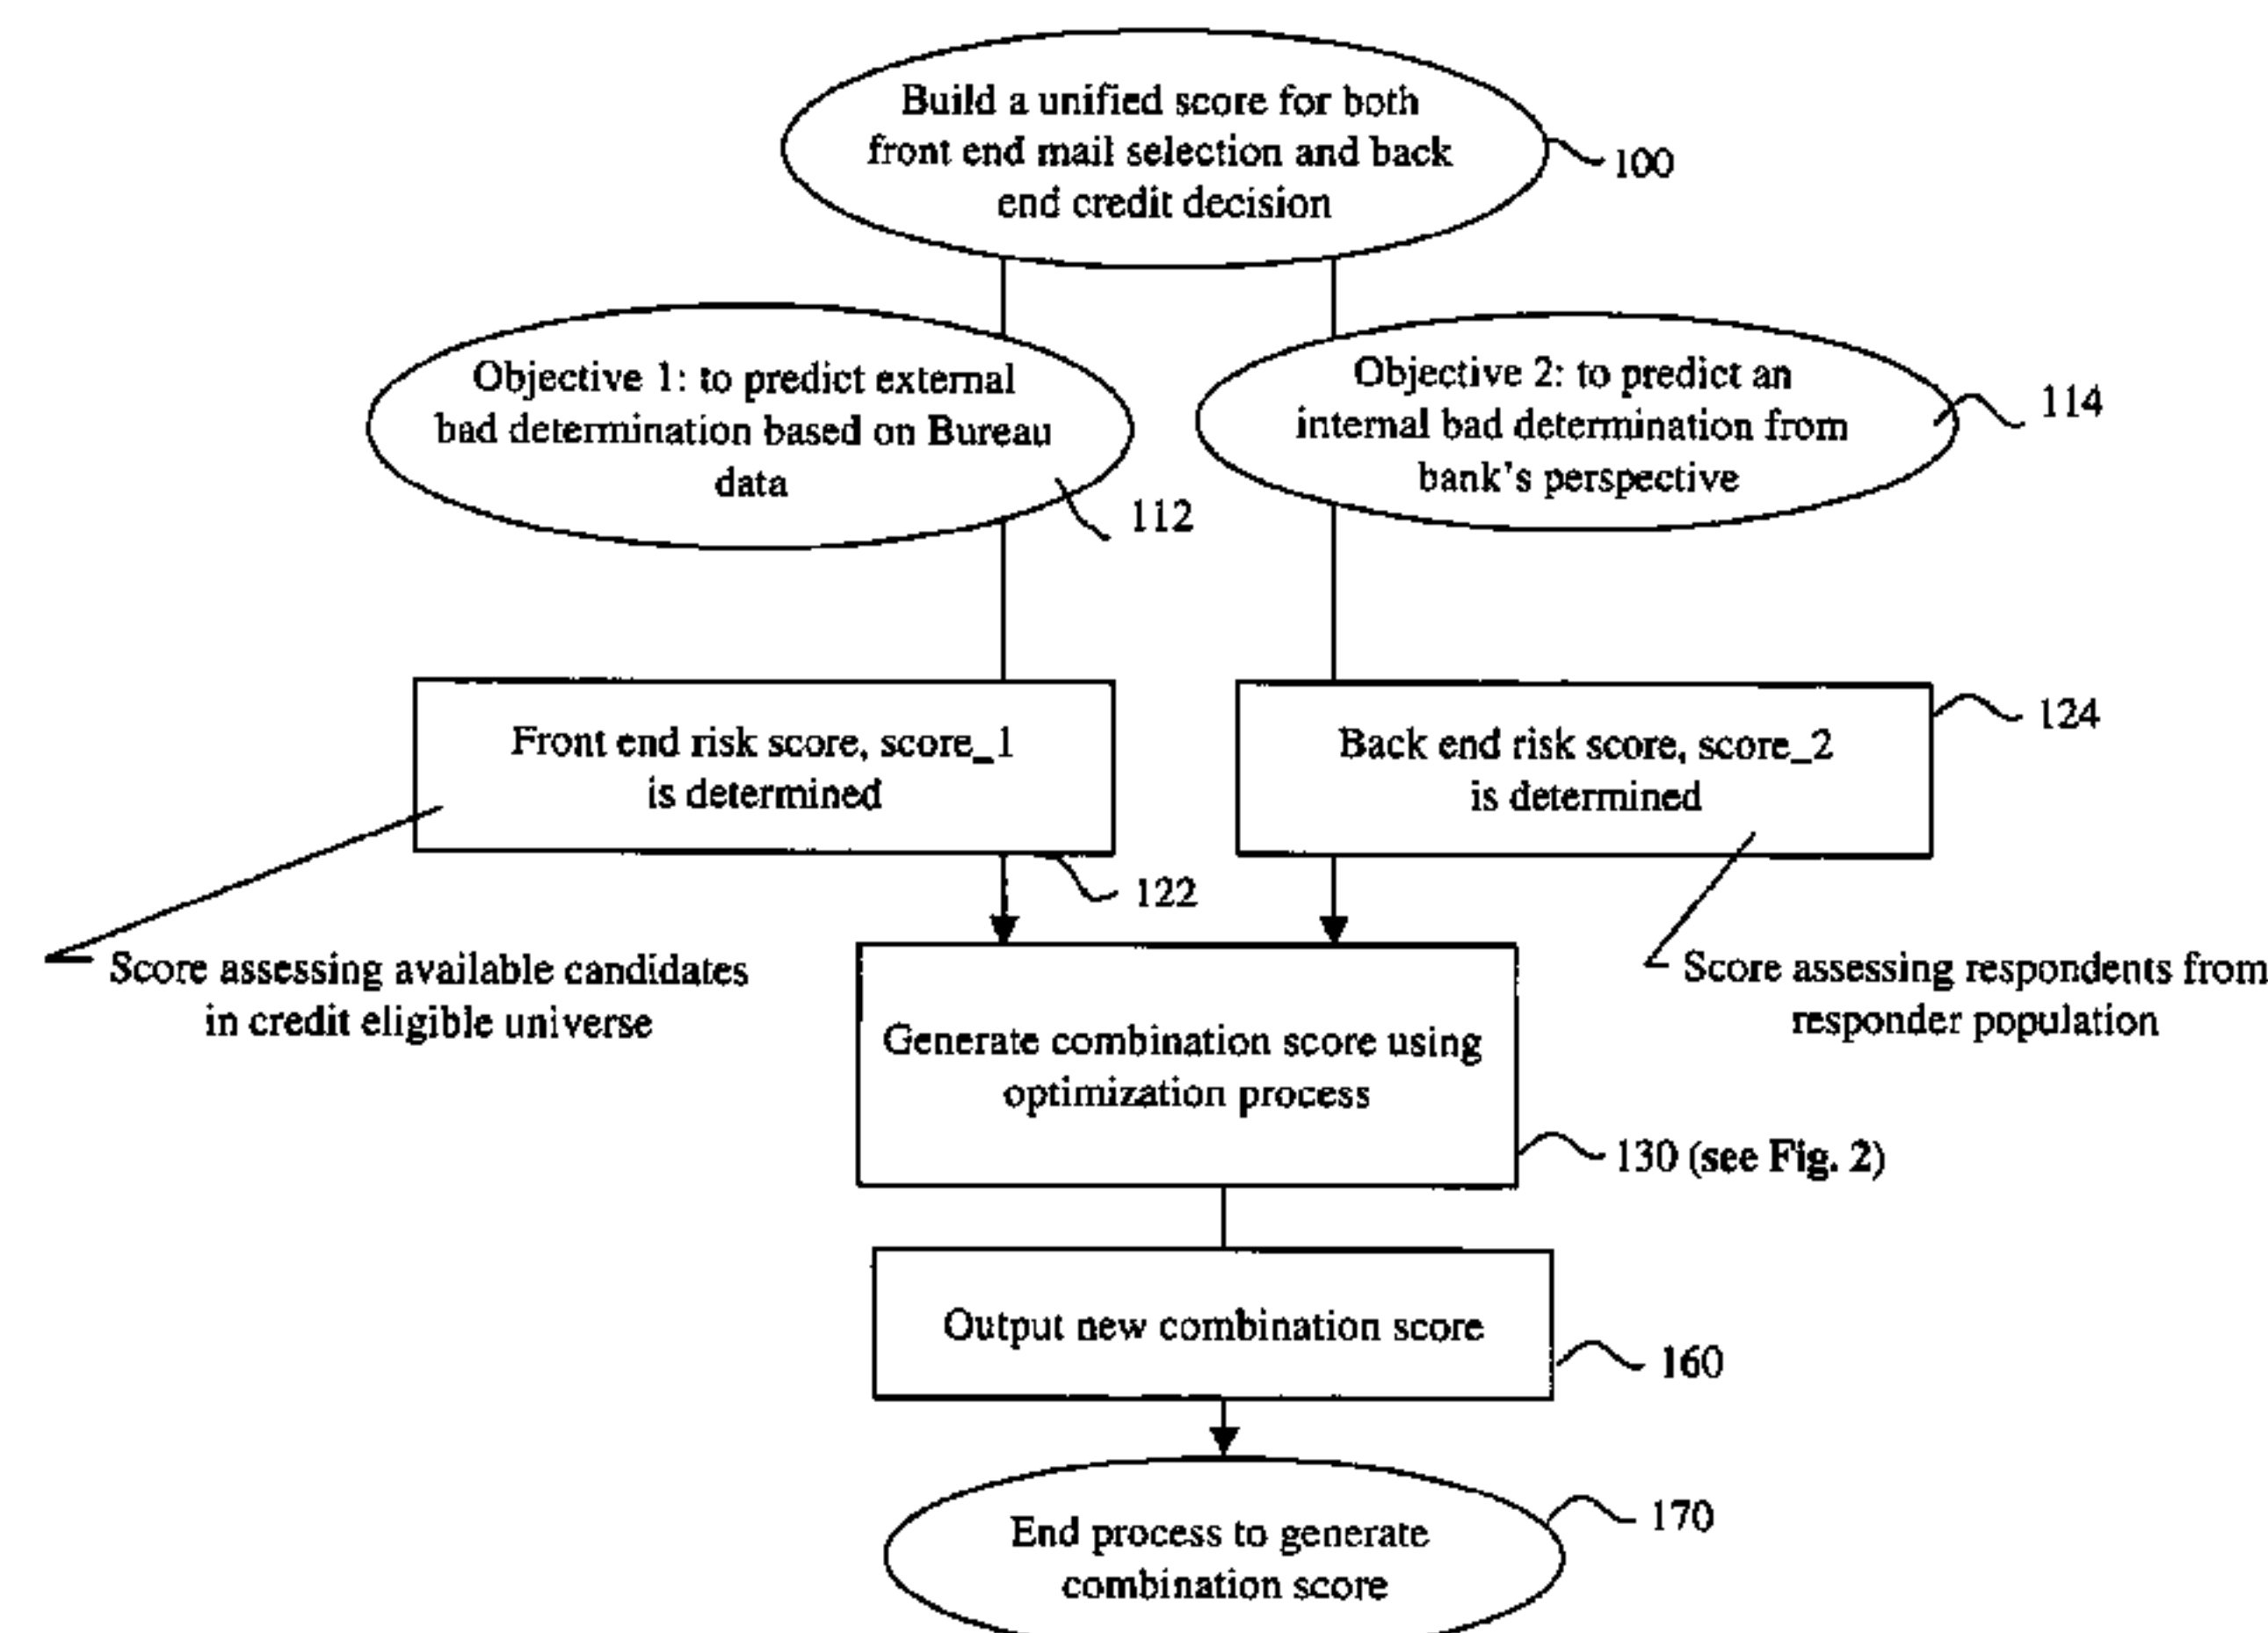 Build a unified score for both
front end mail selection and back
end credit decision
100
Objective 1: to predict external
bad determination based on Bureau
data
112
Objective 2: to predict an
internal bad determination from
bank's perspective
114
Front end risk score, score_1
is determined
122
Back end risk score, score_2
is determined
124
Score assessing available candidates
in credit eligible universe
Score assessing respondents from
responder population
Generate combination score using
optimization process
130 (see Fig. 2)
Output new combination score
160
End process to generate
combination score
170